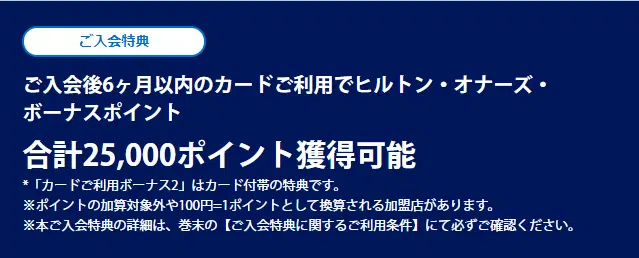 ご入会特典
ご入会後6ヶ月以内のカードご利用でヒルトン・オナーズ・
ボーナスポイント
合計25,000ポイント獲得可能
*「カードご利用ボーナス2」はカード付帯の特典です。
※ポイントの加算対象外や100円=1ポイントとして換算される加盟店があります。
※本ご入会特典の詳細は、巻末の【ご入会特典に関するご利用条件】にて必ずご確認ください。